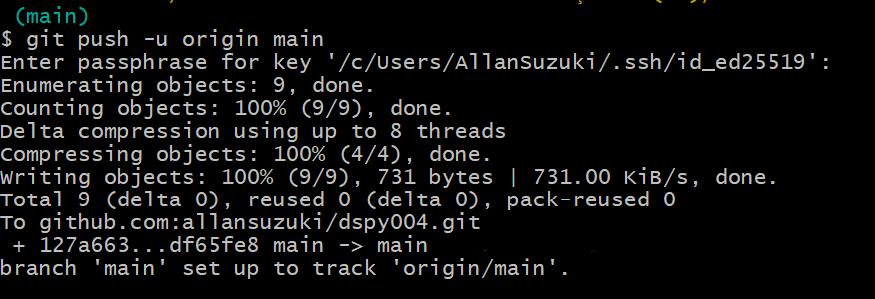 (main)
$ git push -u origin main
Enter passphrase for key '/c/Users/AllanSuzuki/.ssh/id_ed25519':
Enumerating objects: 9, done.
Counting objects: 100% (9/9), done.
Delta compression using up to 8 threads
Compressing objects: 100% (4/4), done.
Writing objects: 100% (9/9), 731 bytes | 731.00 KiB/s, done.
Total 9 (delta 0), reused 0 (delta 0), pack-reused 0
To github.com:allansuzuki/dspy004.git
 + 127a663...df65fe8 main -> main
branch 'main' set up to track 'origin/main'.